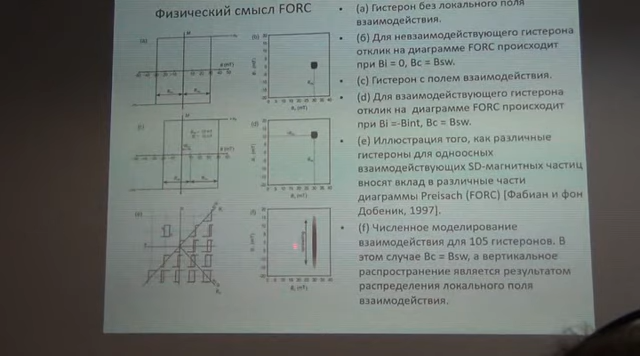 Физический смысл FORC
• (a) Гистерон без локального поля
взаимодействия.
• (б) Для невзаимодействующего гистерона
отклик на диаграмме FORC происходит
при Bi = 0, Bc = Bsw.
• (c) Гистерон с полем взаимодействия.
• (d) Для взаимодействующего гистерона
отклик на диаграмме FORC происходит
при Bi =-Bint, Bc = Bsw.
• (e) Иллюстрация того, как различные
гистероны для одноосных
взаимодействующих SD-магнитных частиц
вносят вклад в различные части
диаграммы Preisach (FORC) [Фабиан и фон
Добеник, 1997].
• (f) Численное моделирование
взаимодействия для 105 гистеронов. В
этом случае Bc = Bsw, а вертикальное
распространение является результатом
распределения локального поля
взаимодействия.
(a)
(b)
(c)
(d)
(e)
(f)